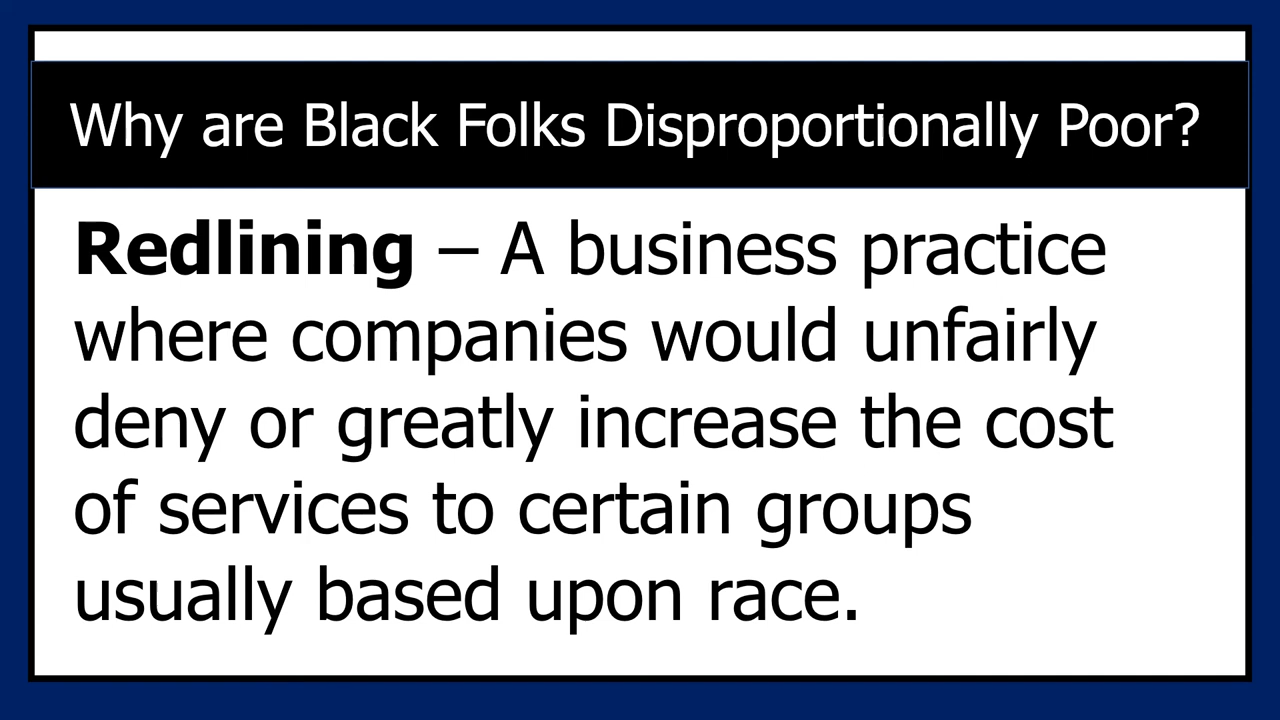 Why are Black Folks Disproportionally Poor?
Redlining – A business practice
where companies would unfairly
deny or greatly increase the cost
of services to certain groups
usually based upon race.